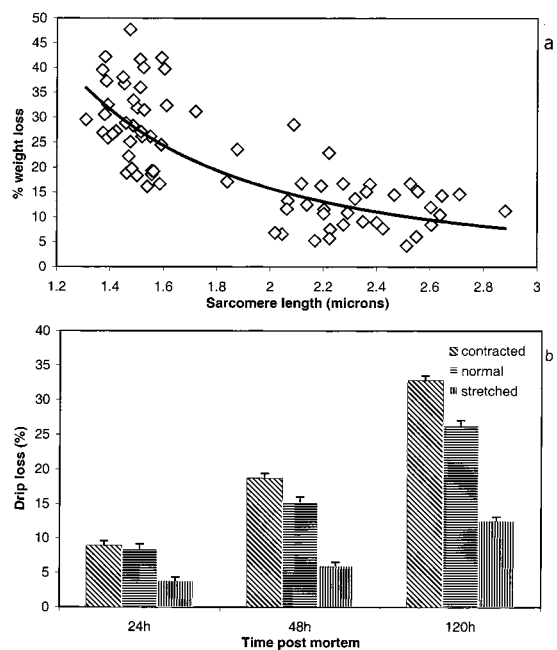 50
45
40
35
30
25
20
15
10
5
0
% weight loss
a
1.2 1.4 1.6 1.8 2 2.2 2.4 2.6 2.8 3
Sarcomere length (microns)
40
35
30
25
20
15
10
5
0
Drip loss (%)
b
contracted
normal
stretched
24h 48h 120h
Time post mortem